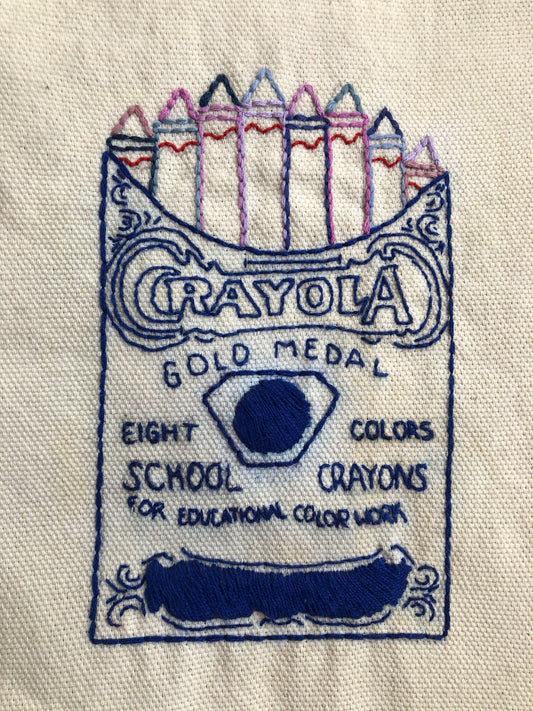 CRAYOLA
GOLD MEDAL
EIGHT COLORS
SCHOOL CRAYONS
FOR EDUCATIONAL COLOR WORK